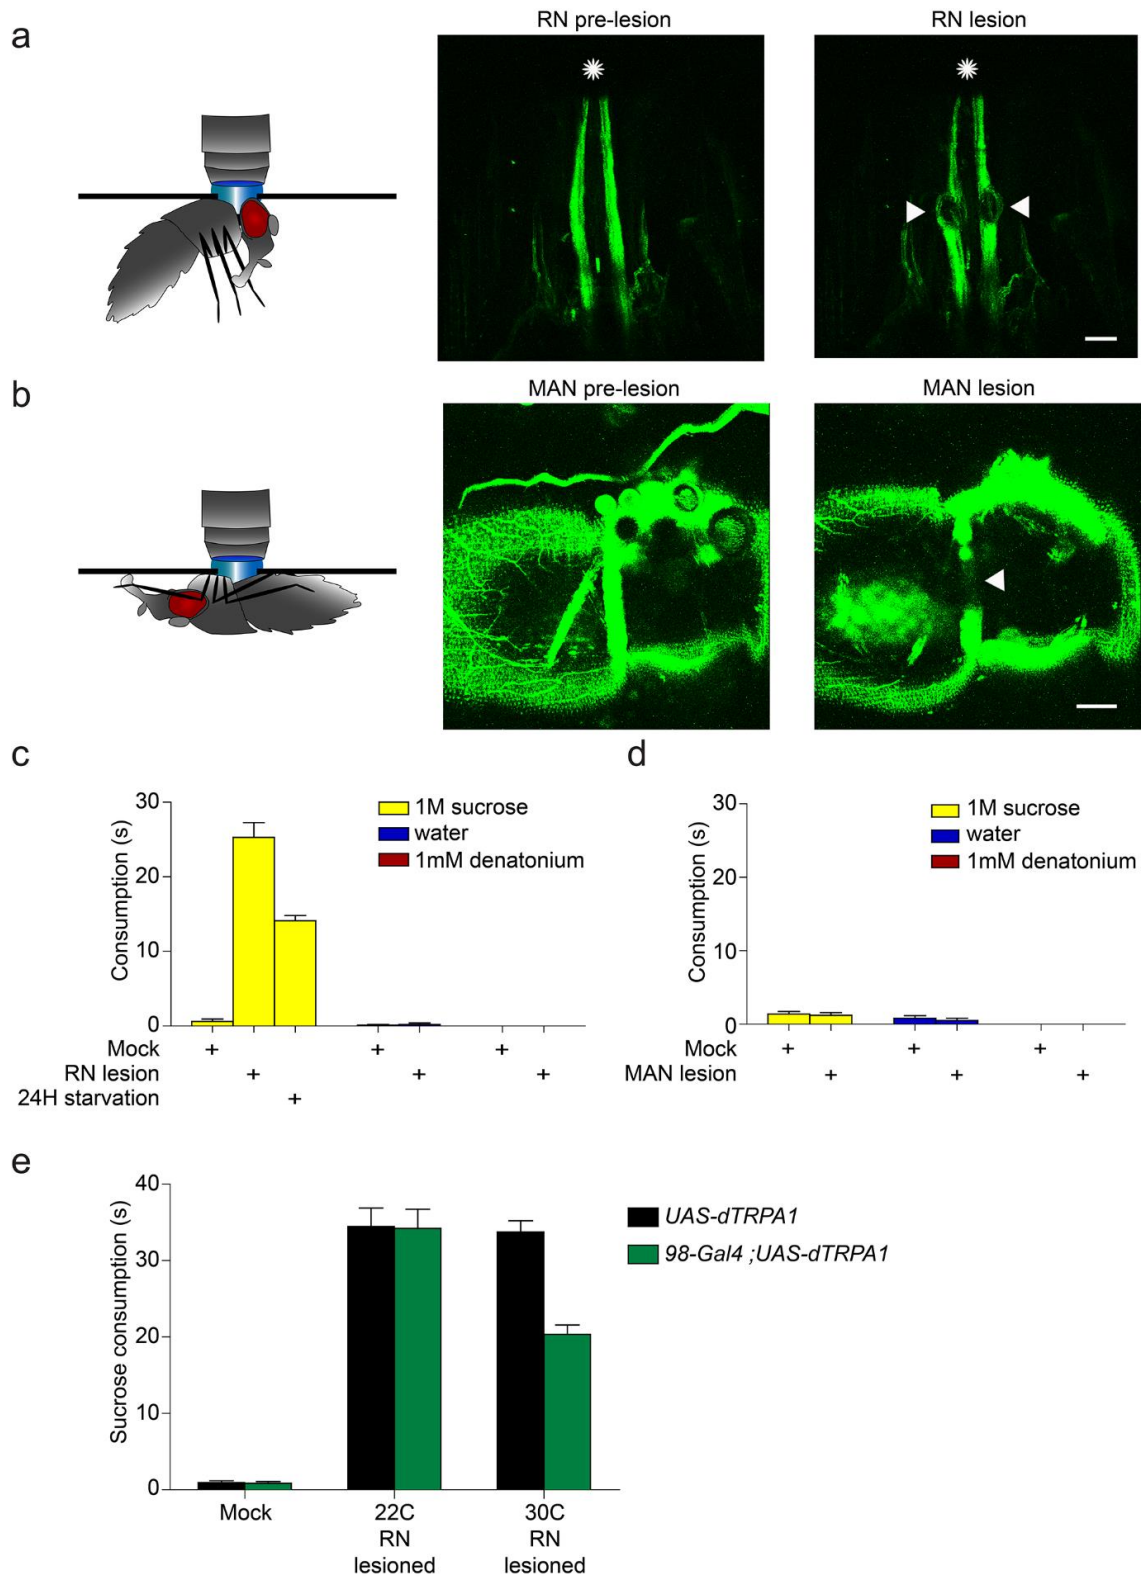 a
RN pre-lesion
RN lesion
b
MAN pre-lesion
MAN lesion
c
Consumption (s)
30
20
10
0
1M sucrose
water
1mM denatonium
Mock + + +
RN lesion + + +
24H starvation +
d
Consumption (s)
30
20
10
0
1M sucrose
water
1mM denatonium
Mock + + +
MAN lesion + + +
e
Sucrose consumption (s)
40
30
20
10
0
Mock
22C
RN
lesioned
30C
RN
lesioned
UAS-dTRPA1
98-Gal4 ;UAS-dTRPA1